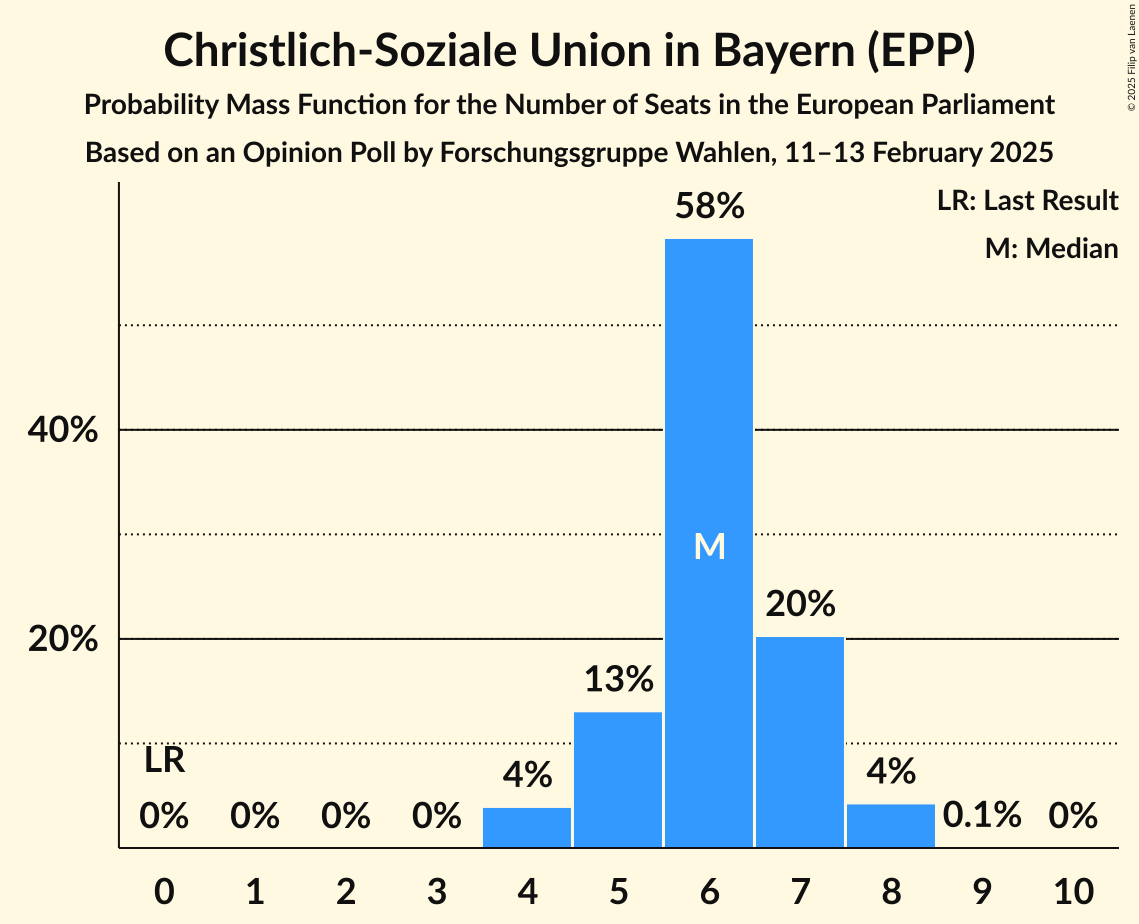 Christlich-Soziale Union in Bayern (EPP)
Probability Mass Function for the Number of Seats in the European Parliament
Based on an Opinion Poll by Forschungsgruppe Wahlen, 11–13 February 2025
© 2025 Filip van Laenen
LR: Last Result
M: Median
58%
40%
M
20%
20%
13%
LR
4%
4%
0% 0% 0% 0% 0.1% 0%
0 1 2 3 4 5 6 7 8 9 10